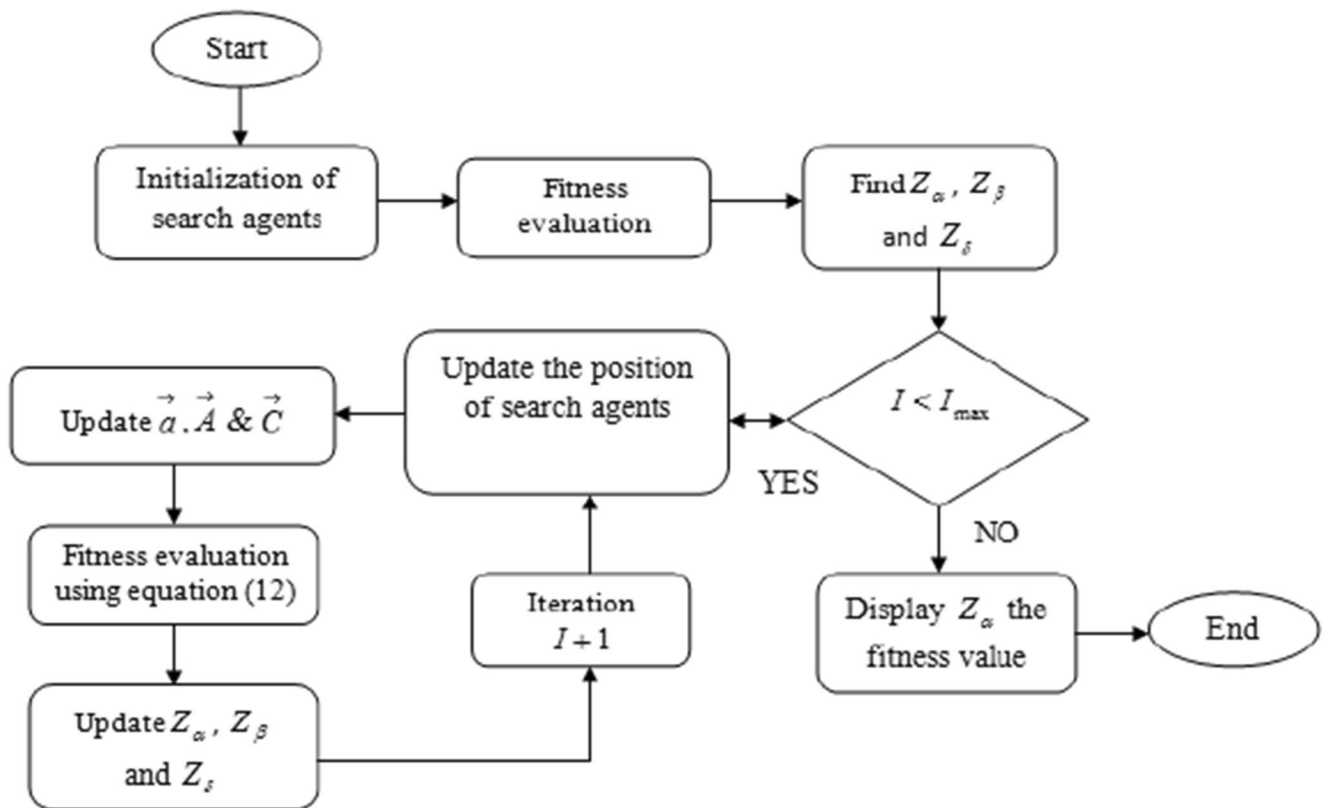 Start
Initialization of
search agents
Fitness
evaluation
Find Z_α, Z_β
and Z_δ
I < I_max
YES
NO
Update the position
of search agents
Update a⃗. A⃗ & C⃗
Fitness evaluation
using equation (12)
Update Z_α, Z_β
and Z_δ
Iteration
I + 1
Display Z_α the
fitness value
End